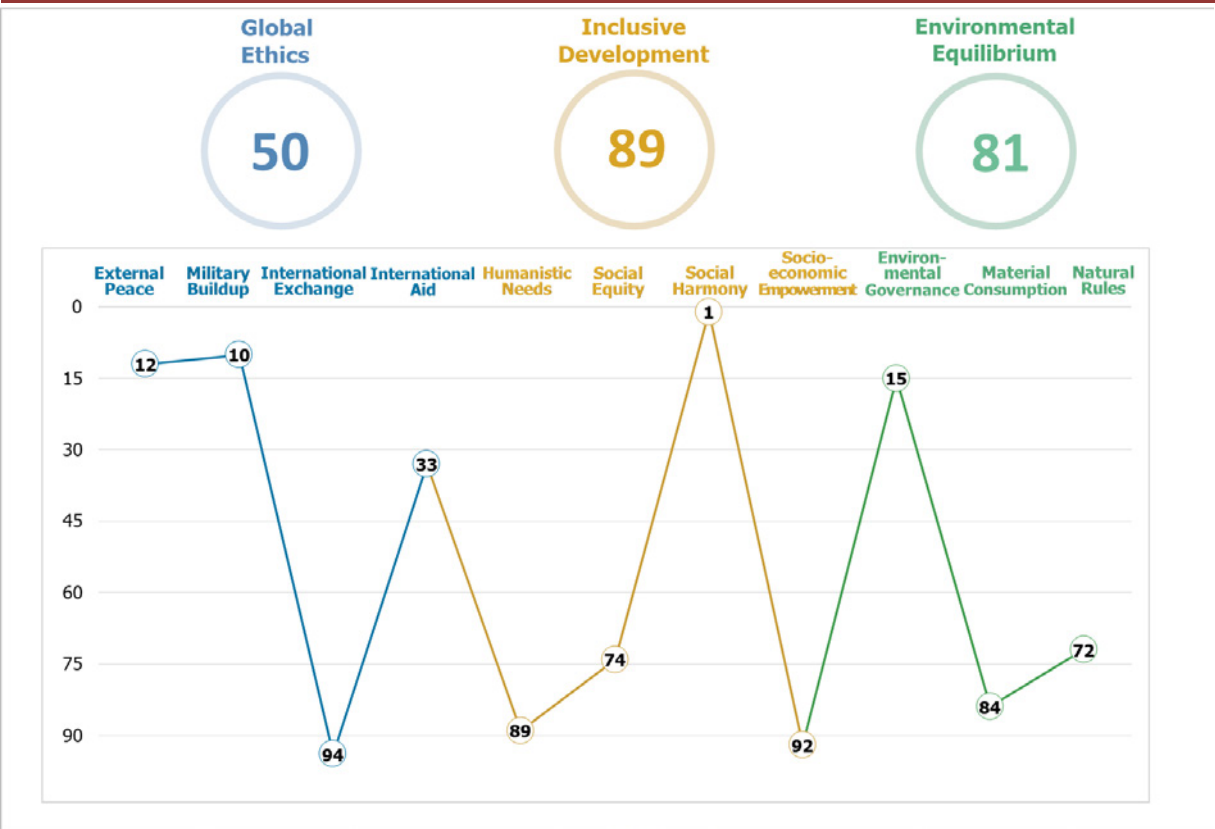 Global
Ethics
50
Inclusive
Development
89
Environmental
Equilibrium
81
External
Peace
Military
Buildup
International
Exchange
International
Aid
Humanistic
Needs
Social
Equity
Social
Harmony
Socio-
economic
Empowerment
Environ-
mental
Governance
Material
Consumption
Natural
Rules
0
15
30
45
60
75
90
12
10
94
33
89
74
1
92
15
84
72